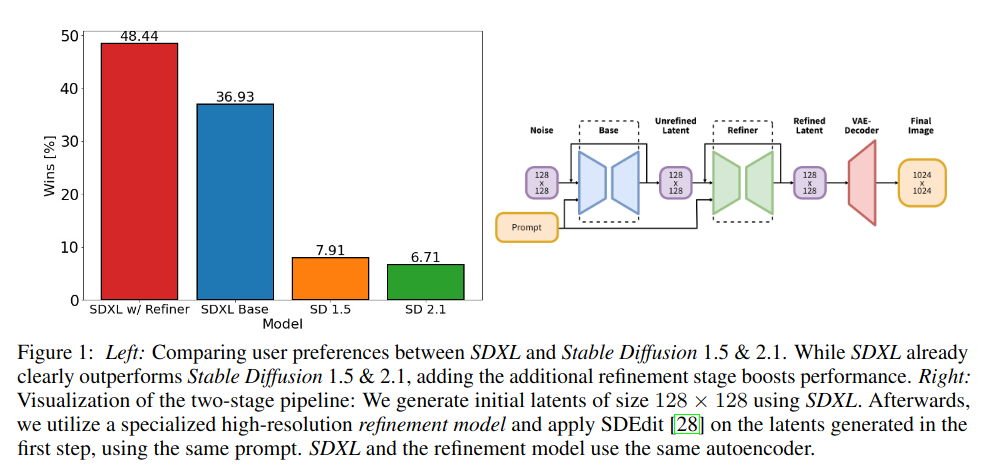 50
40
30
20
10
0
Wins [%]
48.44
36.93
7.91
6.71
SDXL w/ Refiner
SDXL Base
SD 1.5
SD 2.1
Model
Noise
Base
Unrefined
Latent
Refiner
Refined
Latent
VAE-
Decoder
Final
Image
128
x
128
128
x
128
128
x
128
1024
x
1024
Prompt
Figure 1: Left: Comparing user preferences between SDXL and Stable Diffusion 1.5 & 2.1. While SDXL already
clearly outperforms Stable Diffusion 1.5 & 2.1, adding the additional refinement stage boosts performance. Right:
Visualization of the two-stage pipeline: We generate initial latents of size 128 × 128 using SDXL. Afterwards,
we utilize a specialized high-resolution refinement model and apply SDEdit [28] on the latents generated in the
first step, using the same prompt. SDXL and the refinement model use the same autoencoder.